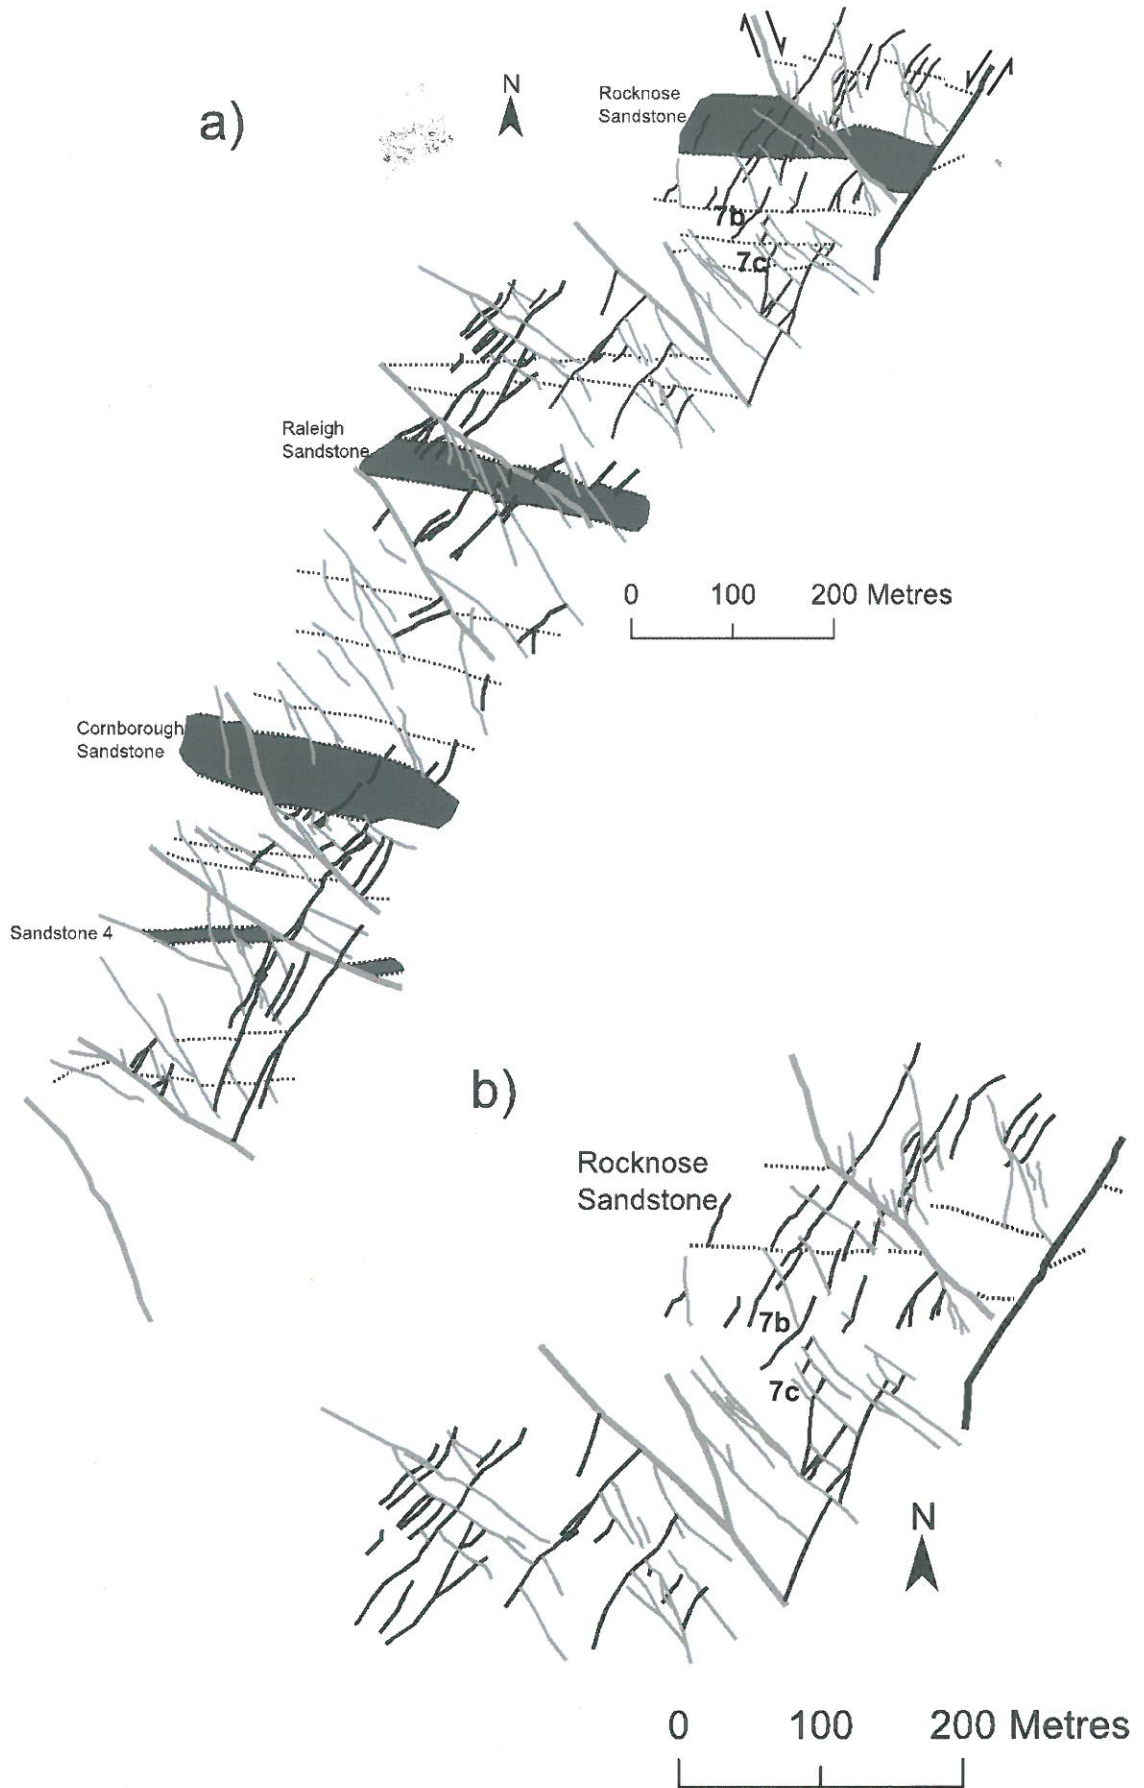 a)
N
Rocknose
Sandstone
7b
7c
Raleigh
Sandstone
0 100 200 Metres
Cornborough
Sandstone
Sandstone 4
b)
Rocknose
Sandstone
7b
7c
N
0 100 200 Metres